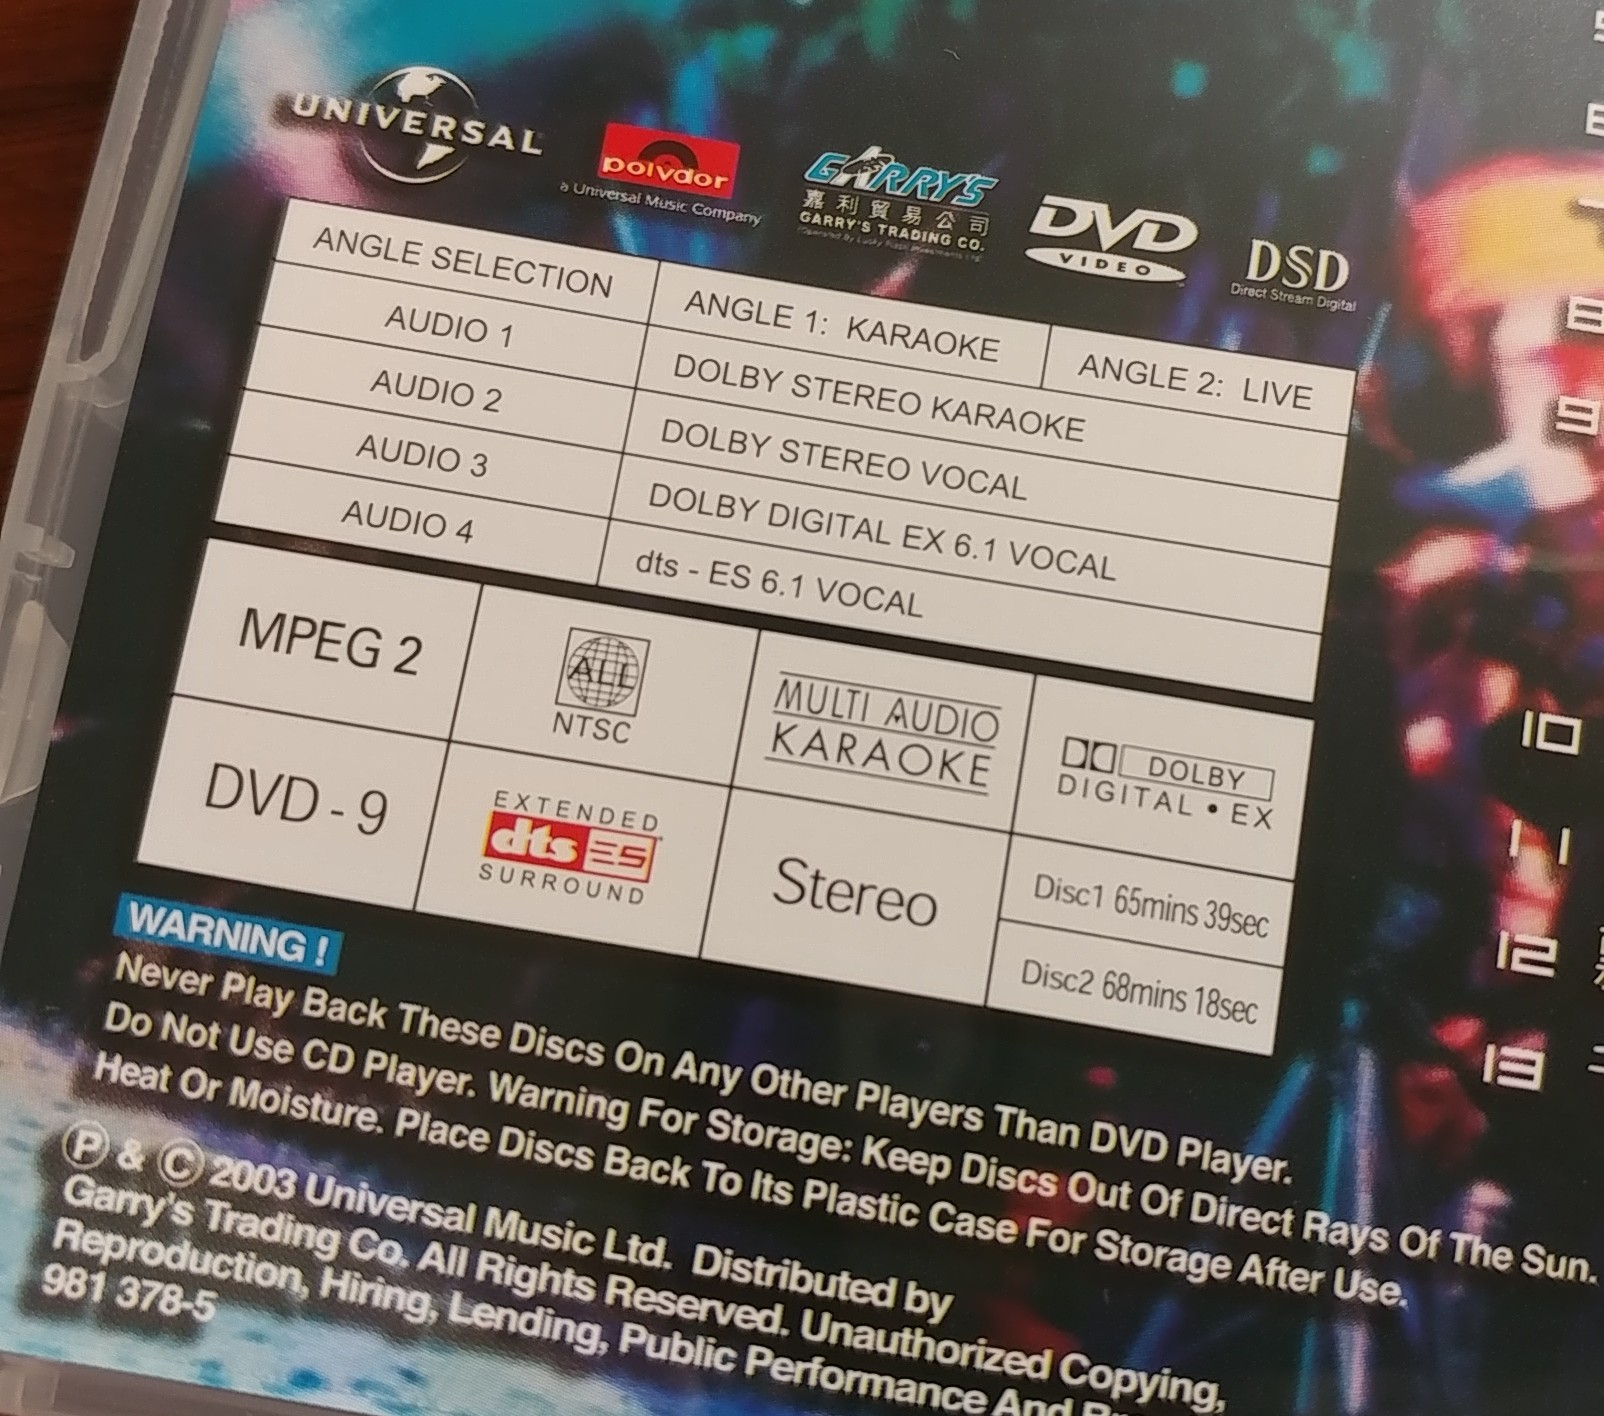 UNIVERSAL
polydor
a Universal Music Company
GARRY'S
嘉利貿易公司
GARRY'S TRADING CO.
DVD
VIDEO
DSD
Direct Stream Digital
ANGLE SELECTION ANGLE 1: KARAOKE ANGLE 2: LIVE
AUDIO 1 DOLBY STEREO KARAOKE
AUDIO 2 DOLBY STEREO VOCAL
AUDIO 3 DOLBY DIGITAL EX 6.1 VOCAL
AUDIO 4 dts - ES 6.1 VOCAL
MPEG 2
ALL
NTSC
MULTI AUDIO
KARAOKE
DOLBY
DIGITAL • EX
DVD - 9
EXTENDED
dts ES
SURROUND
Stereo
Disc1 65mins 39sec
Disc2 68mins 18sec
WARNING !
Never Play Back These Discs On Any Other Players Than DVD Player.
Do Not Use CD Player. Warning For Storage: Keep Discs Out Of Direct Rays Of The Sun.
Heat Or Moisture. Place Discs Back To Its Plastic Case For Storage After Use.
Ⓟ & © 2003 Universal Music Ltd. Distributed by
Garry's Trading Co. All Rights Reserved. Unauthorized Copying,
Reproduction, Hiring, Lending, Public Performance And
981 378-5
8
9
10
11
12
13